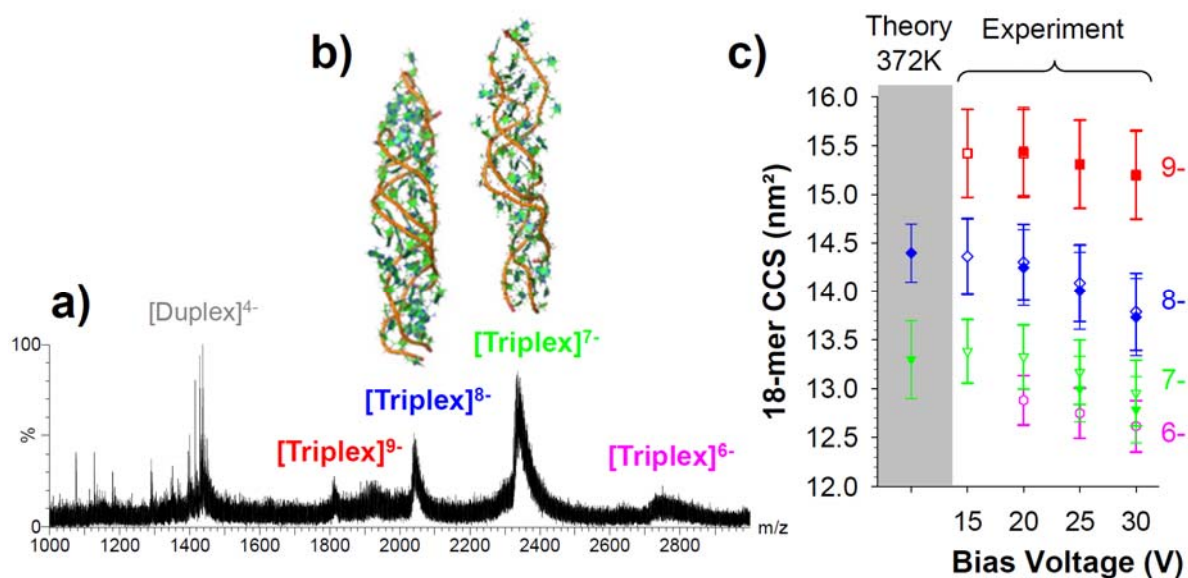 b)
c)
Theory
372K
Experiment
18-mer CCS (nm²)
16.0
15.5
15.0
14.5
14.0
13.5
13.0
12.5
12.0
9-
8-
7-
6-
15 20 25 30
Bias Voltage (V)
a)
[Duplex]4-
[Triplex]7-
[Triplex]8-
[Triplex]9-
[Triplex]6-
100
%
0
1000 1200 1400 1600 1800 2000 2200 2400 2600 2800
m/z